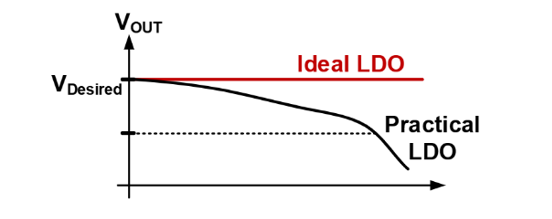 VOUT
Ideal LDO
VDesired
Practical
LDO